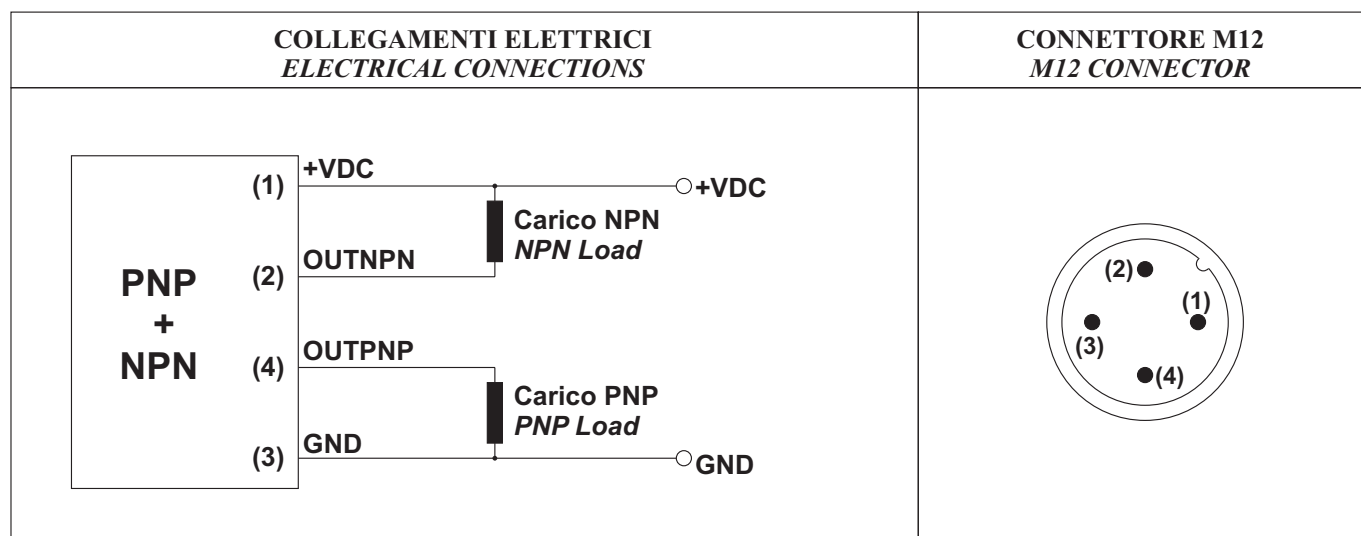 COLLEGAMENTI ELETTRICI
ELECTRICAL CONNECTIONS
CONNETTORE M12
M12 CONNECTOR
PNP
+
NPN
(1)
+VDC
+VDC
Carico NPN
NPN Load
(2)
OUTNPN
(4)
OUTPNP
Carico PNP
PNP Load
(3)
GND
GND
(2)
(1)
(3)
(4)